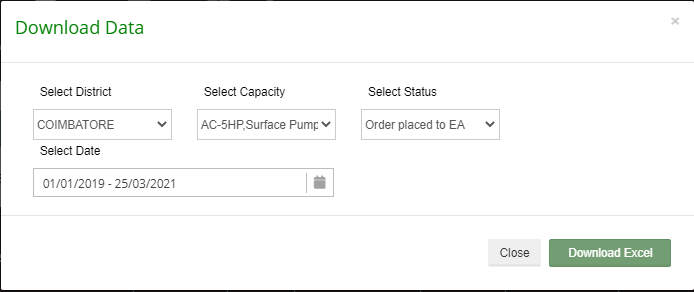 Download Data
×
Select District Select Capacity Select Status
COIMBATORE AC-5HP,Surface Pump Order placed to EA
Select Date
01/01/2019 - 25/03/2021
Close Download Excel